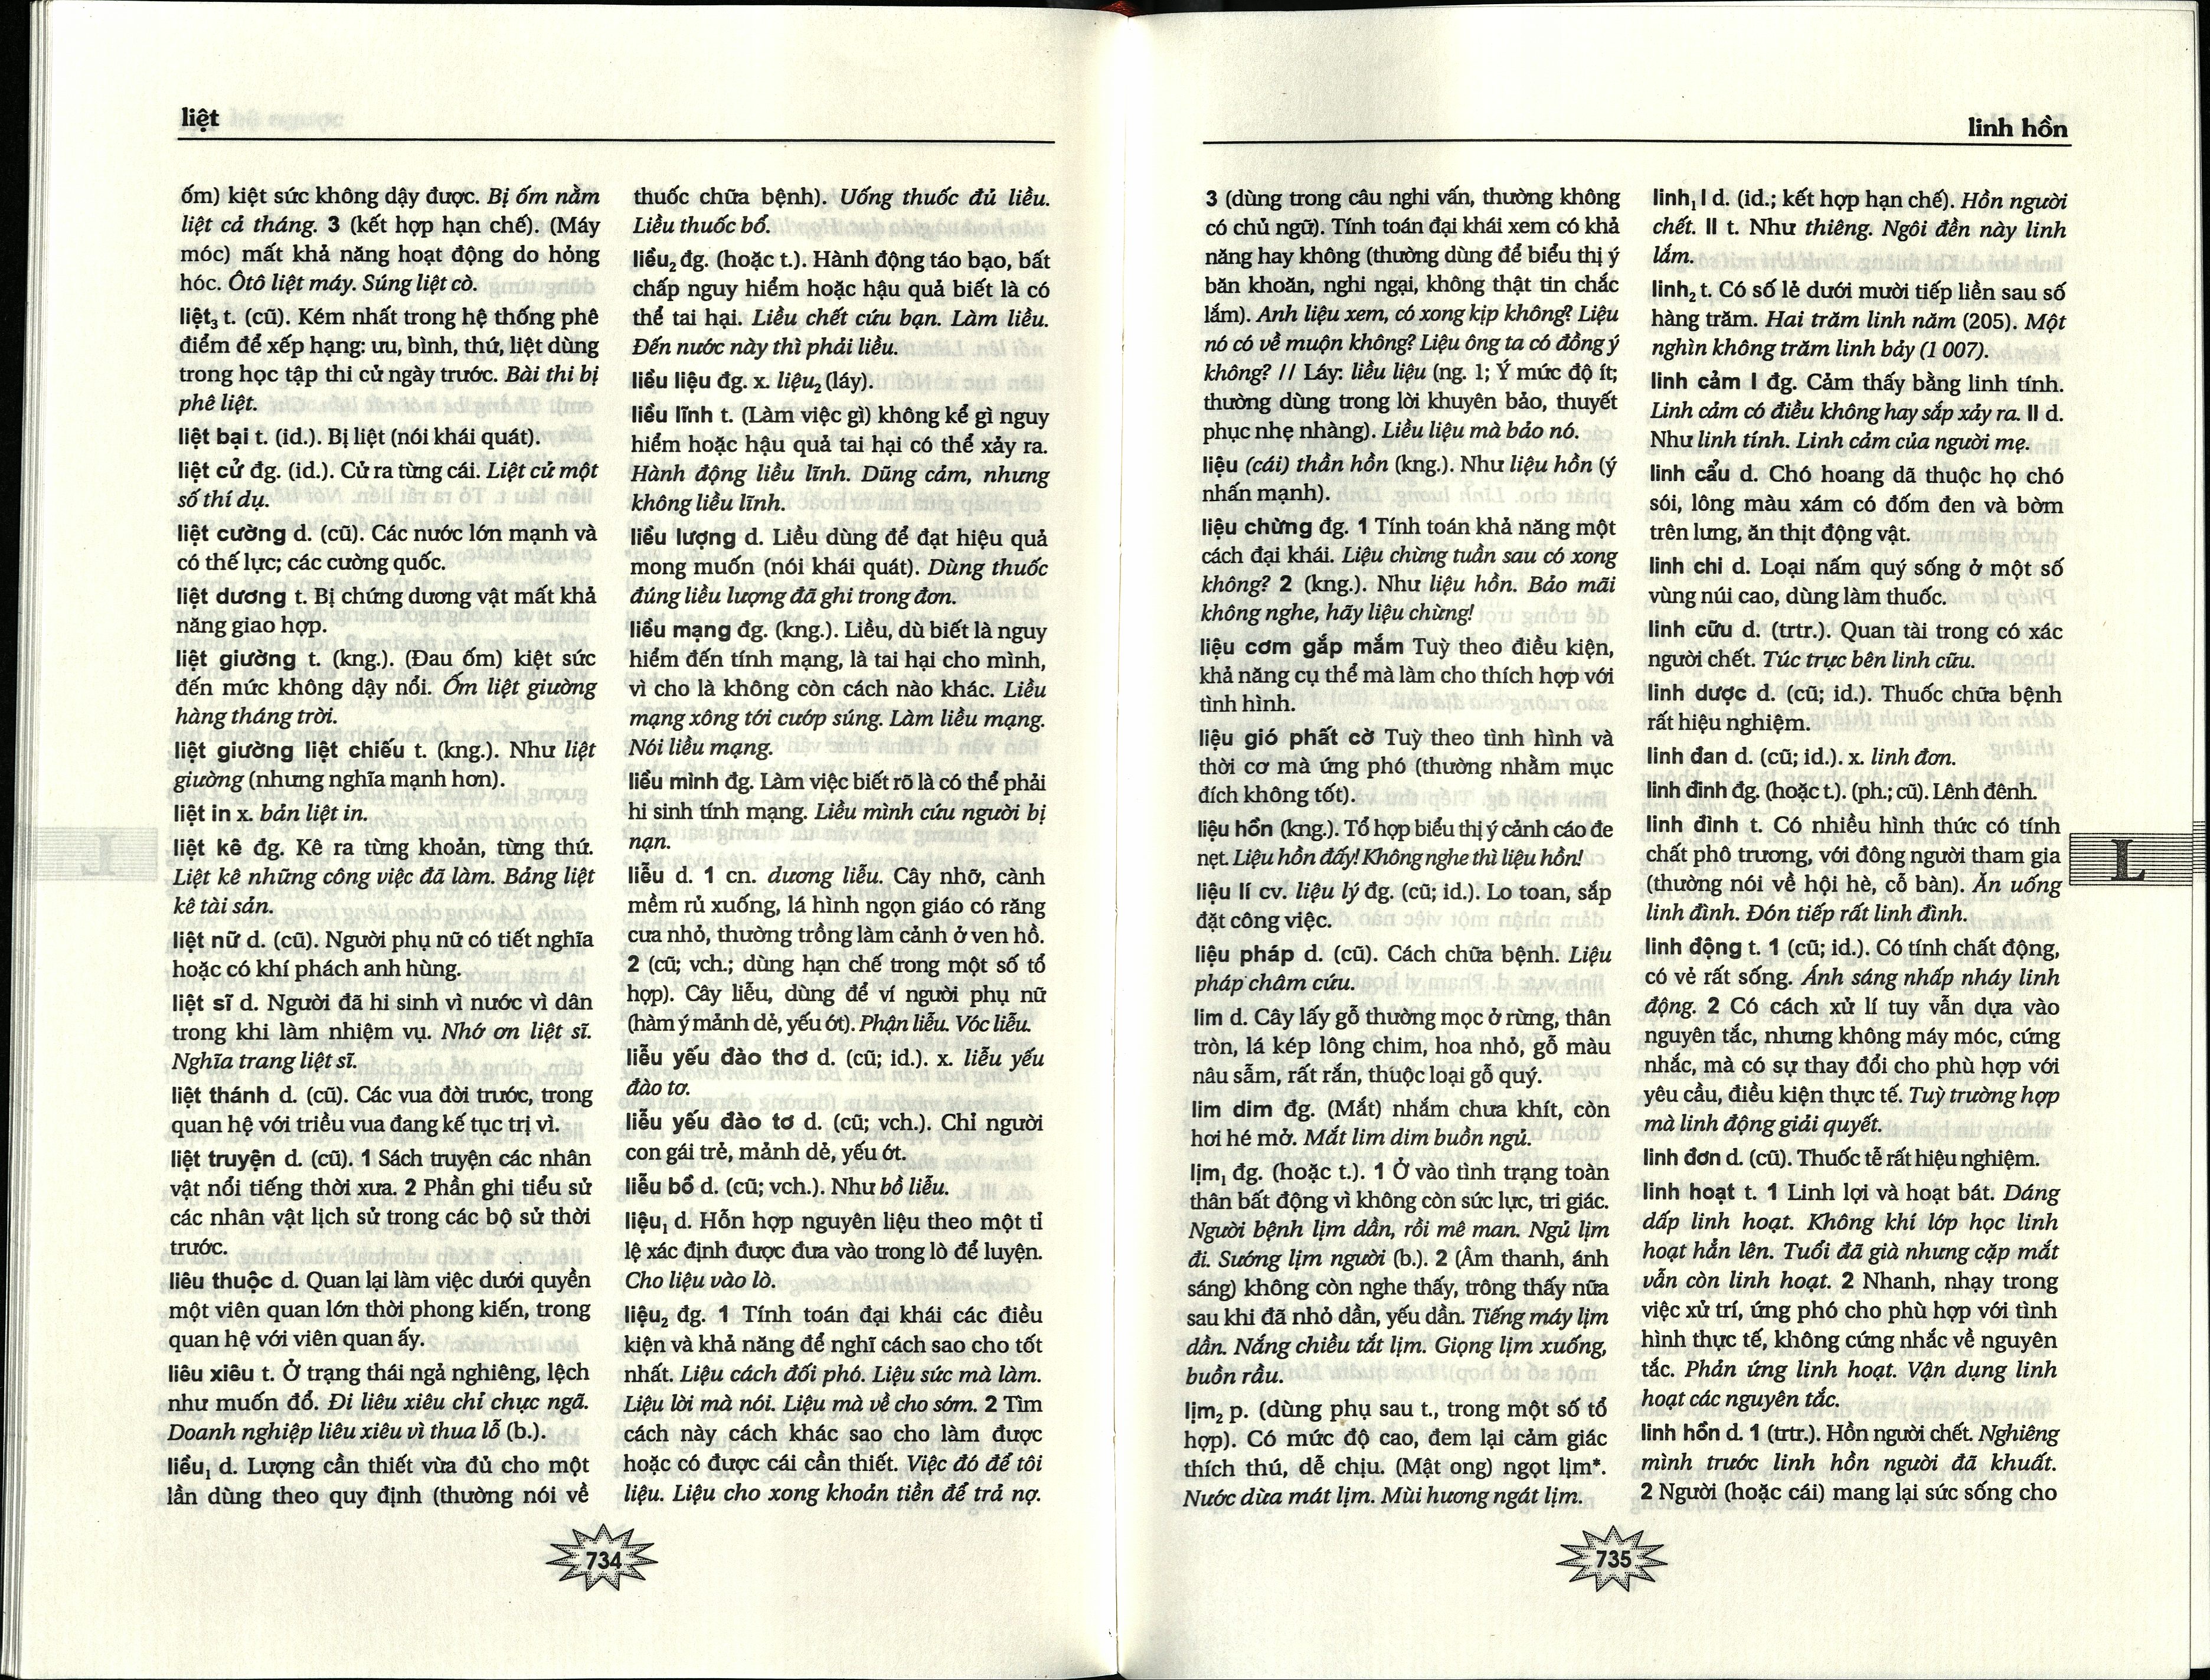 liệt
ốm) kiệt sức không dậy được. Bị ốm nằm
liệt cả tháng. 3 (kết hợp hạn chế). (Máy
móc) mất khả năng hoạt động do hỏng
hóc. Ôtô liệt máy. Súng liệt cò.
liệt₃ t. (cũ). Kém nhất trong hệ thống phê
điểm để xếp hạng: ưu, bình, thứ, liệt dùng
trong học tập thi cử ngày trước. Bài thi bị
phê liệt.
liệt bại t. (id.). Bị liệt (nói khái quát).
liệt cử đg. (id.). Cử ra từng cái. Liệt cử một
số thí dụ.
liệt cường d. (cũ). Các nước lớn mạnh và
có thế lực; các cường quốc.
liệt dương t. Bị chứng dương vật mất khả
năng giao hợp.
liệt giường t. (kng.). (Đau ốm) kiệt sức
đến mức không dậy nổi. Ốm liệt giường
hàng tháng trời.
liệt giường liệt chiếu t. (kng.). Như liệt
giường (nhưng nghĩa mạnh hơn).
liệt in x. bản liệt in.
liệt kê đg. Kê ra từng khoản, từng thứ.
Liệt kê những công việc đã làm. Bảng liệt
kê tài sản.
liệt nữ d. (cũ). Người phụ nữ có tiết nghĩa
hoặc có khí phách anh hùng.
liệt sĩ d. Người đã hi sinh vì nước vì dân
trong khi làm nhiệm vụ. Nhớ ơn liệt sĩ.
Nghĩa trang liệt sĩ.
liệt thánh d. (cũ). Các vua đời trước, trong
quan hệ với triều vua đang kế tục trị vì.
liệt truyện d. (cũ). 1 Sách truyện các nhân
vật nổi tiếng thời xưa. 2 Phần ghi tiểu sử
các nhân vật lịch sử trong các bộ sử thời
trước.
liêu thuộc d. Quan lại làm việc dưới quyền
một viên quan lớn thời phong kiến, trong
quan hệ với viên quan ấy.
liêu xiêu t. Ở trạng thái ngả nghiêng, lệch
như muốn đổ. Đi liêu xiêu chỉ chực ngã.
Doanh nghiệp liêu xiêu vì thua lỗ (b.).
liều₁ d. Lượng cần thiết vừa đủ cho một
lần dùng theo quy định (thường nói về
thuốc chữa bệnh). Uống thuốc đủ liều.
Liều thuốc bổ.
liều₂ đg. (hoặc t.). Hành động táo bạo, bất
chấp nguy hiểm hoặc hậu quả biết là có
thể tai hại. Liều chết cứu bạn. Làm liều.
Đến nước này thì phải liều.
liều liệu đg. x. liệu₂ (láy).
liều lĩnh t. (Làm việc gì) không kể gì nguy
hiểm hoặc hậu quả tai hại có thể xảy ra.
Hành động liều lĩnh. Dũng cảm, nhưng
không liều lĩnh.
liều lượng d. Liều dùng để đạt hiệu quả
mong muốn (nói khái quát). Dùng thuốc
đúng liều lượng đã ghi trong đơn.
liều mạng đg. (kng.). Liều, dù biết là nguy
hiểm đến tính mạng, là tai hại cho mình,
vì cho là không còn cách nào khác. Liều
mạng xông tới cướp súng. Làm liều mạng.
Nói liều mạng.
liều mình đg. Làm việc biết rõ là có thể phải
hi sinh tính mạng. Liều mình cứu người bị
nạn.
liễu d. 1 cn. dương liễu. Cây nhỡ, cành
mềm rủ xuống, lá hình ngọn giáo có răng
cưa nhỏ, thường trồng làm cảnh ở ven hồ.
2 (cũ; vch.; dùng hạn chế trong một số tổ
hợp). Cây liễu, dùng để ví người phụ nữ
(hàm ý mảnh dẻ, yếu ớt). Phận liễu. Vóc liễu.
liễu yếu đào thơ d. (cũ; id.). x. liễu yếu
đào tơ.
liễu yếu đào tơ d. (cũ; vch.). Chỉ người
con gái trẻ, mảnh dẻ, yếu ớt.
liễu bồ d. (cũ; vch.). Như bồ liễu.
liệu₁ d. Hỗn hợp nguyên liệu theo một tỉ
lệ xác định được đưa vào trong lò để luyện.
Cho liệu vào lò.
liệu₂ đg. 1 Tính toán đại khái các điều
kiện và khả năng để nghĩ cách sao cho tốt
nhất. Liệu cách đối phó. Liệu sức mà làm.
Liệu lời mà nói. Liệu mà về cho sớm. 2 Tìm
cách này cách khác sao cho làm được
hoặc có được cái cần thiết. Việc đó để tôi
liệu. Liệu cho xong khoản tiền để trả nợ.
734
linh hồn
3 (dùng trong câu nghi vấn, thường không
có chủ ngữ). Tính toán đại khái xem có khả
năng hay không (thường dùng để biểu thị ý
băn khoăn, nghi ngại, không thật tin chắc
lắm). Anh liệu xem, có xong kịp không? Liệu
nó có về muộn không? Liệu ông ta có đồng ý
không? // Láy: liều liệu (ng. 1; Ý mức độ ít;
thường dùng trong lời khuyên bảo, thuyết
phục nhẹ nhàng). Liều liệu mà bảo nó.
liệu (cái) thần hồn (kng.). Như liệu hồn (ý
nhấn mạnh).
liệu chừng đg. 1 Tính toán khả năng một
cách đại khái. Liệu chừng tuần sau có xong
không? 2 (kng.). Như liệu hồn. Bảo mãi
không nghe, hãy liệu chừng!
liệu cơm gắp mắm Tuỳ theo điều kiện,
khả năng cụ thể mà làm cho thích hợp với
tình hình.
liệu gió phất cờ Tuỳ theo tình hình và
thời cơ mà ứng phó (thường nhằm mục
đích không tốt).
liệu hồn (kng.). Tổ hợp biểu thị ý cảnh cáo đe
nẹt. Liệu hồn đấy! Không nghe thì liệu hồn!
liệu lí cv. liệu lý đg. (cũ; id.). Lo toan, sắp
đặt công việc.
liệu pháp d. (cũ). Cách chữa bệnh. Liệu
pháp châm cứu.
lim d. Cây lấy gỗ thường mọc ở rừng, thân
tròn, lá kép lông chim, hoa nhỏ, gỗ màu
nâu sẫm, rất rắn, thuộc loại gỗ quý.
lim dim đg. (Mắt) nhắm chưa khít, còn
hơi hé mở. Mắt lim dim buồn ngủ.
lịm₁ đg. (hoặc t.). 1 Ở vào tình trạng toàn
thân bất động vì không còn sức lực, tri giác.
Người bệnh lịm dần, rồi mê man. Ngủ lịm
đi. Sướng lịm người (b.). 2 (Âm thanh, ánh
sáng) không còn nghe thấy, trông thấy nữa
sau khi đã nhỏ dần, yếu dần. Tiếng máy lịm
dần. Nắng chiều tắt lịm. Giọng lịm xuống,
buồn rầu.
lịm₂ p. (dùng phụ sau t., trong một số tổ
hợp). Có mức độ cao, đem lại cảm giác
thích thú, dễ chịu. (Mật ong) ngọt lịm*.
Nước dừa mát lịm. Mùi hương ngát lịm.
linh₁ I d. (id.; kết hợp hạn chế). Hồn người
chết. II t. Như thiêng. Ngôi đền này linh
lắm.
linh₂ t. Có số lẻ dưới mười tiếp liền sau số
hàng trăm. Hai trăm linh năm (205). Một
nghìn không trăm linh bảy (1 007).
linh cảm I đg. Cảm thấy bằng linh tính.
Linh cảm có điều không hay sắp xảy ra. II d.
Như linh tính. Linh cảm của người mẹ.
linh cẩu d. Chó hoang dã thuộc họ chó
sói, lông màu xám có đốm đen và bờm
trên lưng, ăn thịt động vật.
linh chi d. Loại nấm quý sống ở một số
vùng núi cao, dùng làm thuốc.
linh cữu d. (trtr.). Quan tài trong có xác
người chết. Túc trực bên linh cữu.
linh dược d. (cũ; id.). Thuốc chữa bệnh
rất hiệu nghiệm.
linh đan d. (cũ; id.). x. linh đơn.
linh đinh đg. (hoặc t.). (ph.; cũ). Lênh đênh.
linh đình t. Có nhiều hình thức có tính
chất phô trương, với đông người tham gia
(thường nói về hội hè, cỗ bàn). Ăn uống
linh đình. Đón tiếp rất linh đình.
linh động t. 1 (cũ; id.). Có tính chất động,
có vẻ rất sống. Ánh sáng nhấp nháy linh
động. 2 Có cách xử lí tuy vẫn dựa vào
nguyên tắc, nhưng không máy móc, cứng
nhắc, mà có sự thay đổi cho phù hợp với
yêu cầu, điều kiện thực tế. Tuỳ trường hợp
mà linh động giải quyết.
linh đơn d. (cũ). Thuốc tễ rất hiệu nghiệm.
linh hoạt t. 1 Linh lợi và hoạt bát. Dáng
dấp linh hoạt. Không khí lớp học linh
hoạt hẳn lên. Tuổi đã già nhưng cặp mắt
vẫn còn linh hoạt. 2 Nhanh, nhạy trong
việc xử trí, ứng phó cho phù hợp với tình
hình thực tế, không cứng nhắc về nguyên
tắc. Phản ứng linh hoạt. Vận dụng linh
hoạt các nguyên tắc.
linh hồn d. 1 (trtr.). Hồn người chết. Nghiêng
mình trước linh hồn người đã khuất.
2 Người (hoặc cái) mang lại sức sống cho
L
735